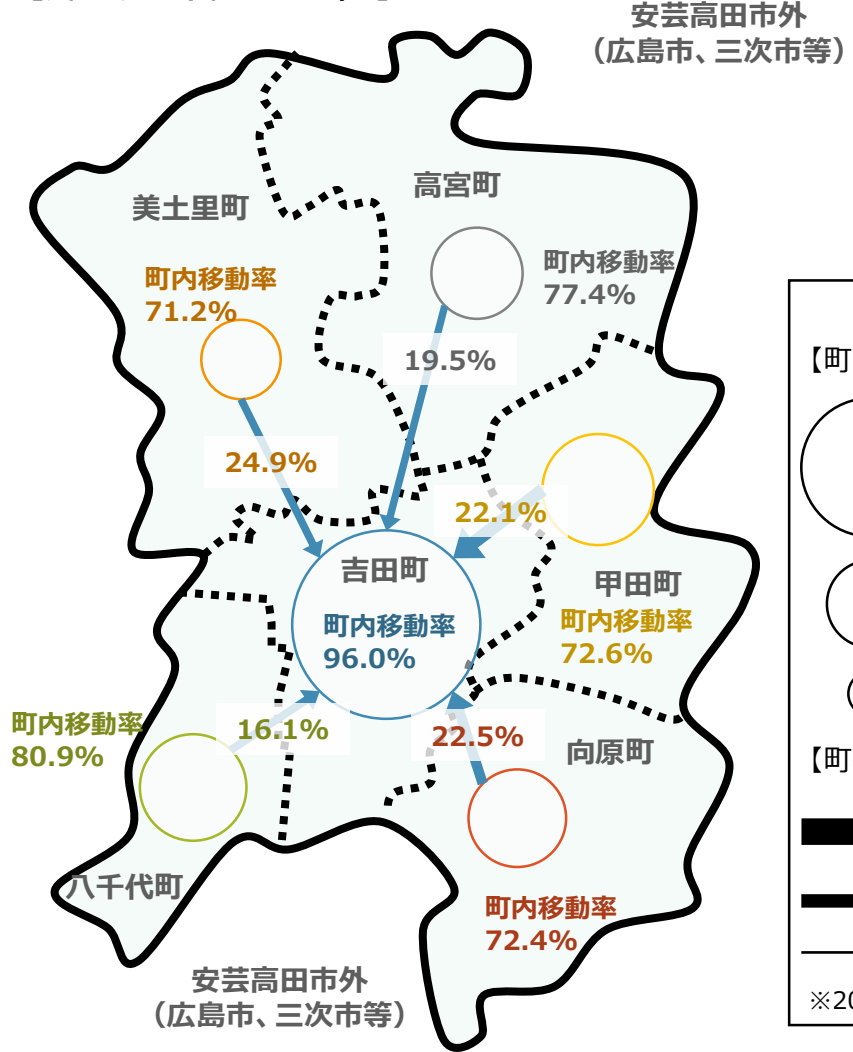 安芸高田市外
（広島市、三次市等）
高宮町
美土里町
町内移動率
77.4%
町内移動率
71.2%
19.5%
【町
24.9%
22.1%
吉田町
甲田町
町内移動率
96.0%
町内移動率
72.6%
町内移動率
80.9%
16.1%
22.5%
向原町
【町
八千代町
町内移動率
72.4%
安芸高田市外
（広島市、三次市等）
※20